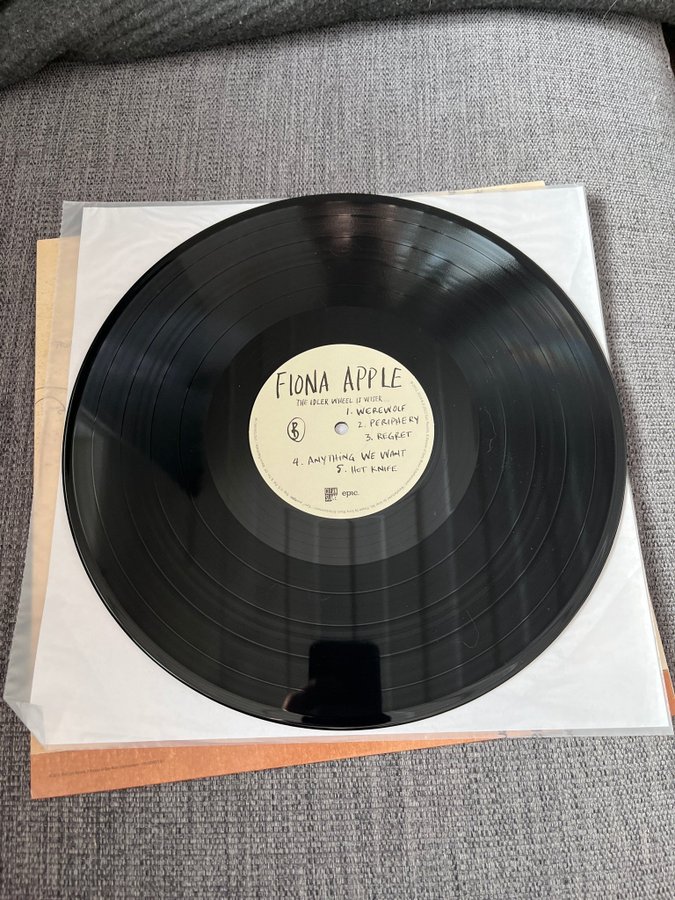 FIONA APPLE
THE IDLER WHEEL IS WISER...
1. WEREWOLF
2. PERIPHERY
3. REGRET
4. ANYTHING WE WANT
5. HOT KNIFE
B
epic.